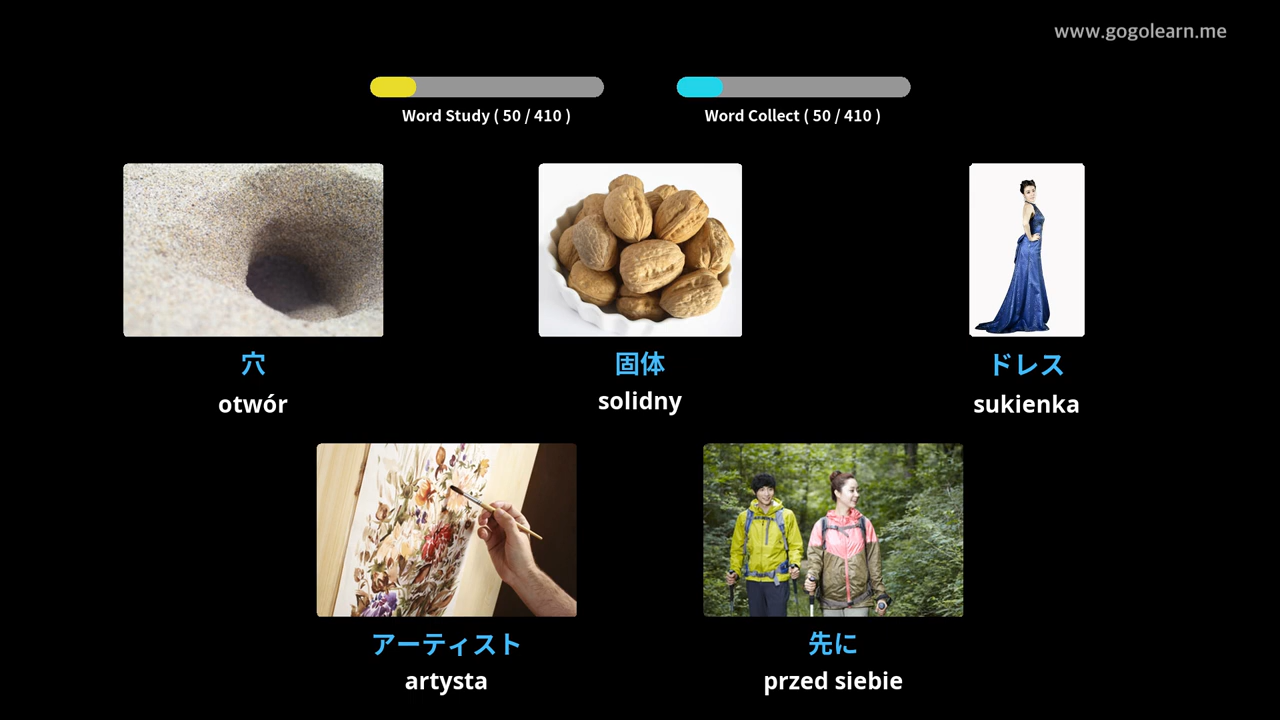 www.gogolearn.me
Word Study ( 50 / 410 )
Word Collect ( 50 / 410 )
穴
otwór
固体
solidny
ドレス
sukienka
アーティスト
artysta
先に
przed siebie